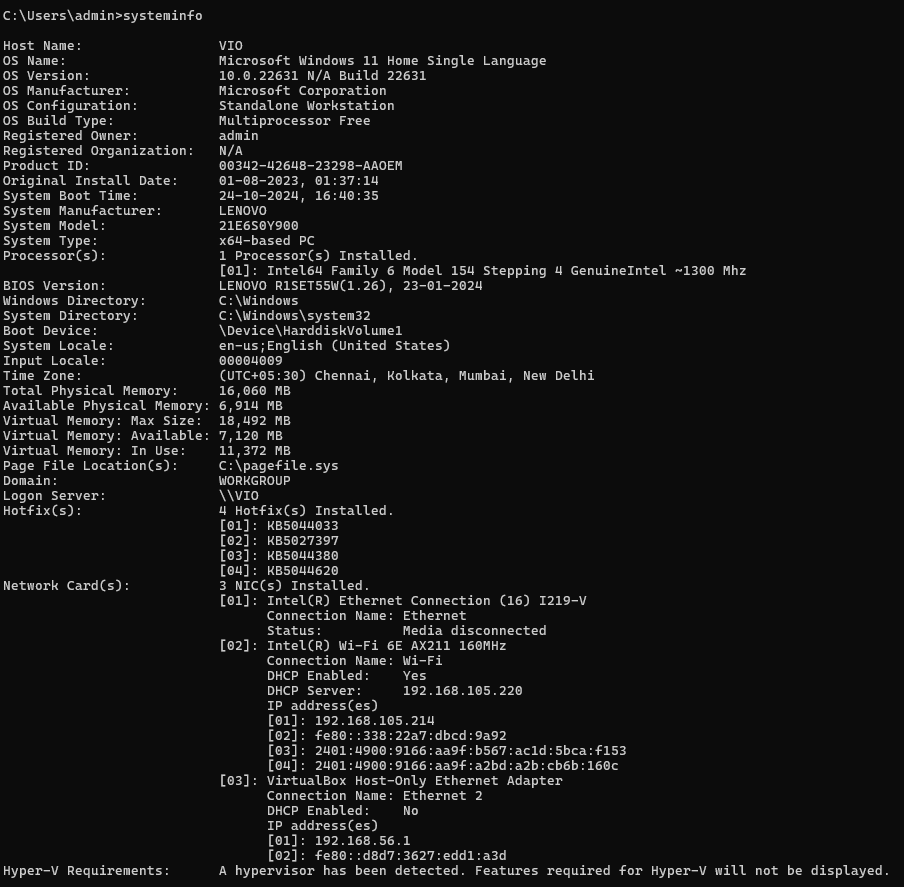 C:\Users\admin>systeminfo
Host Name:                 VIO
OS Name:                   Microsoft Windows 11 Home Single Language
OS Version:                10.0.22631 N/A Build 22631
OS Manufacturer:           Microsoft Corporation
OS Configuration:          Standalone Workstation
OS Build Type:             Multiprocessor Free
Registered Owner:          admin
Registered Organization:   N/A
Product ID:                00342-42648-23298-AAOEM
Original Install Date:     01-08-2023, 01:37:14
System Boot Time:          24-10-2024, 16:40:35
System Manufacturer:       LENOVO
System Model:              21E6S0Y900
System Type:               x64-based PC
Processor(s):              1 Processor(s) Installed.
                           [01]: Intel64 Family 6 Model 154 Stepping 4 GenuineIntel ~1300 Mhz
BIOS Version:              LENOVO R1SET55W(1.26), 23-01-2024
Windows Directory:         C:\Windows
System Directory:          C:\Windows\system32
Boot Device:               \Device\HarddiskVolume1
System Locale:             en-us;English (United States)
Input Locale:              00004009
Time Zone:                 (UTC+05:30) Chennai, Kolkata, Mumbai, New Delhi
Total Physical Memory:     16,060 MB
Available Physical Memory: 6,914 MB
Virtual Memory: Max Size:  18,492 MB
Virtual Memory: Available: 7,120 MB
Virtual Memory: In Use:    11,372 MB
Page File Location(s):     C:\pagefile.sys
Domain:                    WORKGROUP
Logon Server:              \\VIO
Hotfix(s):                 4 Hotfix(s) Installed.
                           [01]: KB5044033
                           [02]: KB5027397
                           [03]: KB5044380
                           [04]: KB5044620
Network Card(s):           3 NIC(s) Installed.
                           [01]: Intel(R) Ethernet Connection (16) I219-V
                                 Connection Name: Ethernet
                                 Status:          Media disconnected
                           [02]: Intel(R) Wi-Fi 6E AX211 160MHz
                                 Connection Name: Wi-Fi
                                 DHCP Enabled:    Yes
                                 DHCP Server:     192.168.105.220
                                 IP address(es)
                                 [01]: 192.168.105.214
                                 [02]: fe80::338:22a7:dbcd:9a92
                                 [03]: 2401:4900:9166:aa9f:b567:ac1d:5bca:f153
                                 [04]: 2401:4900:9166:aa9f:a2bd:a2b:cb6b:160c
                           [03]: VirtualBox Host-Only Ethernet Adapter
                                 Connection Name: Ethernet 2
                                 DHCP Enabled:    No
                                 IP address(es)
                                 [01]: 192.168.56.1
                                 [02]: fe80::d8d7:3627:edd1:a3d
Hyper-V Requirements:      A hypervisor has been detected. Features required for Hyper-V will not be displayed.